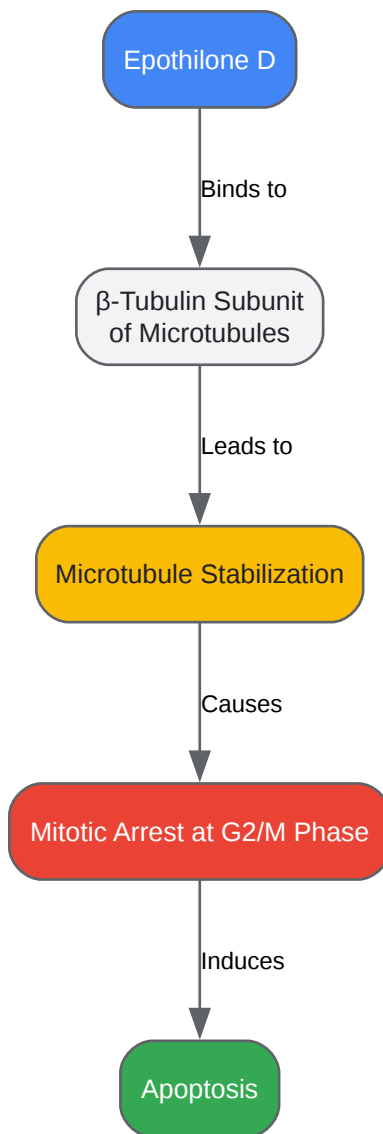 Epothilone D
Binds to
β-Tubulin Subunit
of Microtubules
Leads to
Microtubule Stabilization
Causes
Mitotic Arrest at G2/M Phase
Induces
Apoptosis